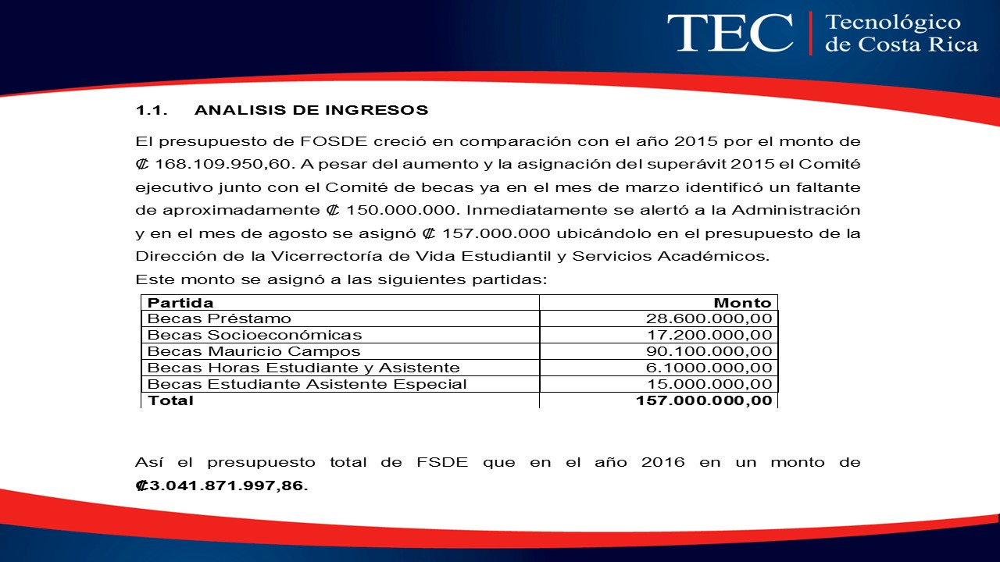 TEC Tecnológico
de Costa Rica
1.1. ANALISIS DE INGRESOS
El presupuesto de FOSDE creció en comparación con el año 2015 por el monto de
₡ 168.109.950,60. A pesar del aumento y la asignación del superávit 2015 el Comité
ejecutivo junto con el Comité de becas ya en el mes de marzo identificó un faltante
de aproximadamente ₡ 150.000.000. Inmediatamente se alertó a la Administración
y en el mes de agosto se asignó ₡ 157.000.000 ubicándolo en el presupuesto de la
Dirección de la Vicerrectoría de Vida Estudiantil y Servicios Académicos.
Este monto se asignó a las siguientes partidas:
Partida Monto
Becas Préstamo 28.600.000,00
Becas Socioeconómicas 17.200.000,00
Becas Mauricio Campos 90.100.000,00
Becas Horas Estudiante y Asistente 6.1000.000,00
Becas Estudiante Asistente Especial 15.000.000,00
Total 157.000.000,00
Así el presupuesto total de FSDE que en el año 2016 en un monto de
₡3.041.871.997,86.